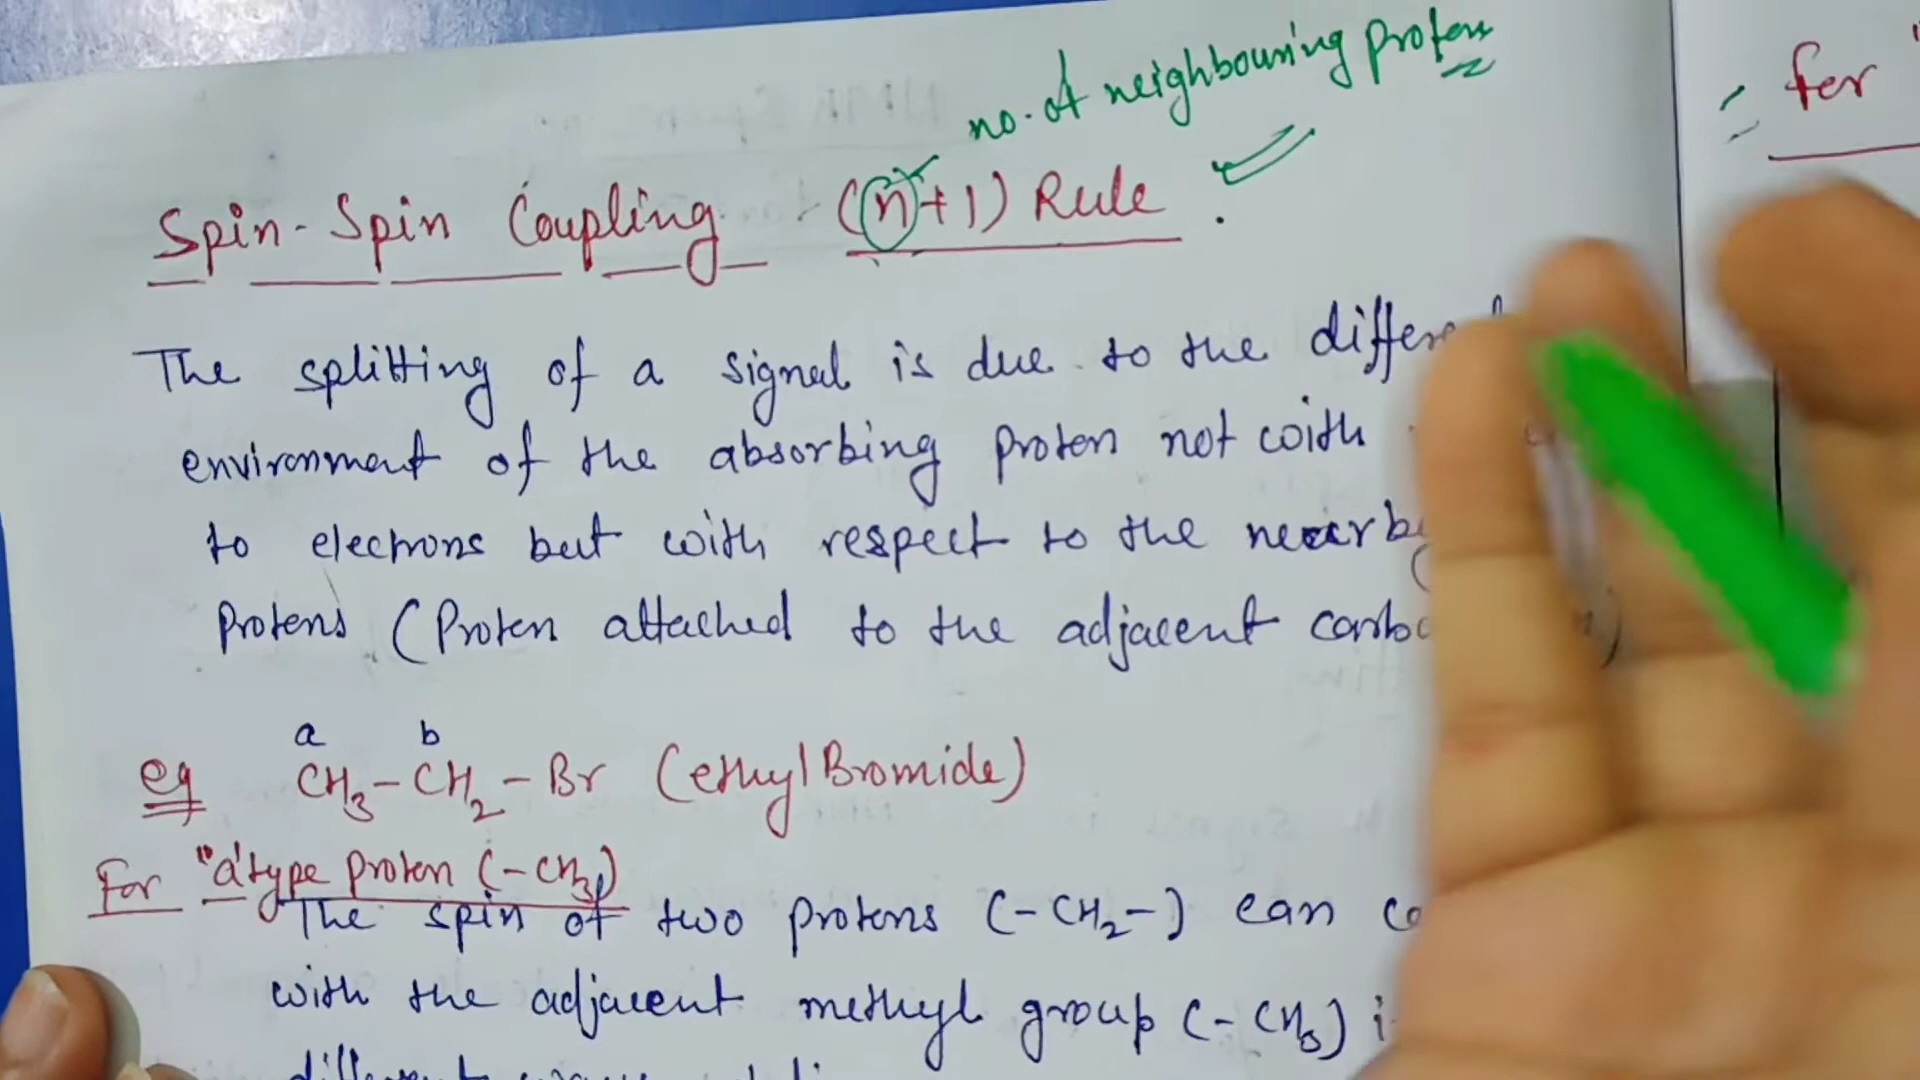 no. of neighbouring proton
Spin-Spin Coupling (n+1) Rule.
for "
The splitting of a signal is due to the
environment of the absorbing proton not with
to electrons but with respect to the
Protons (Proton attached to the adjacent
a b
eg CH3-CH2-Br (ethyl Bromide)
For "a'type proton (-CH3)
The spin of two protons (-CH2-) can
with the adjacent methyl group (-CH3)